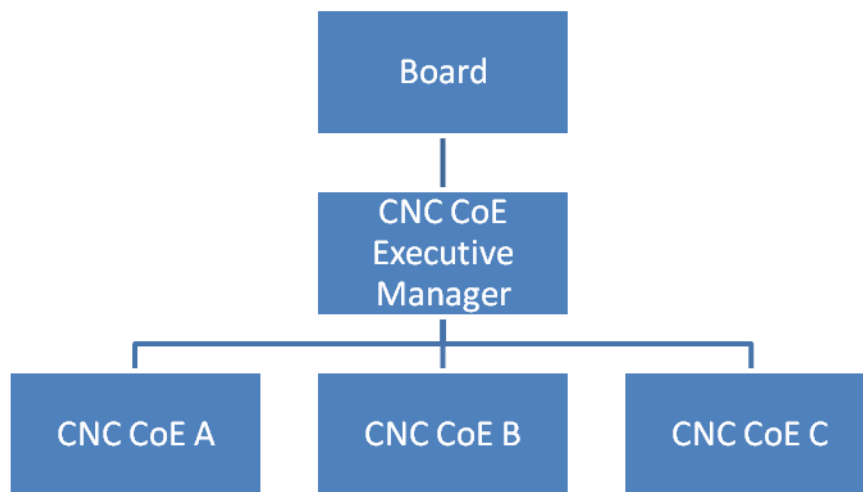 Board
CNC CoE
Executive
Manager
CNC CoE A
CNC CoE B
CNC CoE C